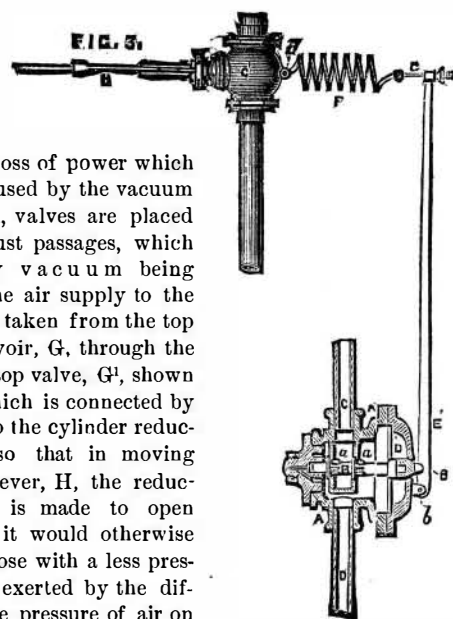 FIG. 3.
H
G
d
c
F
oss of power which
used by the vacuum
, valves are placed
ust passages, which
y vacuum being
ne air supply to the
taken from the top
voir, G, through the
top valve, G¹, shown
hich is connected by
o the cylinder reduc-
so that in moving
ever, H, the reduc-
is made to open
it would otherwise
ose with a less pres-
exerted by the dif-
e pressure of air on
C
A
E'
a
a
D
B
B
A
b
D